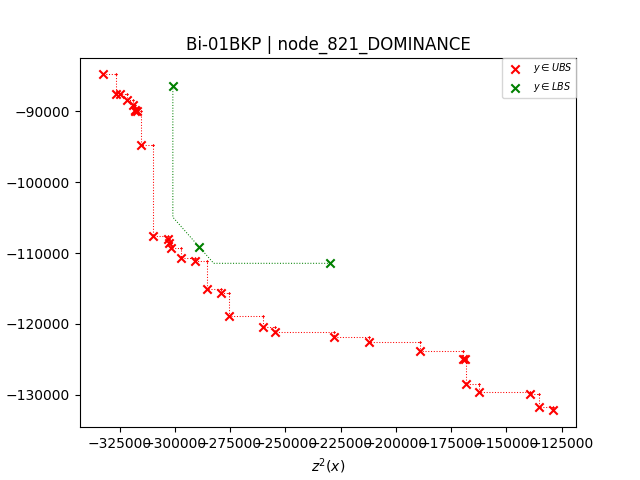 Bi-01BKP | node_821_DOMINANCE
y ∈ UBS
y ∈ LBS
−90000
−100000
−110000
−120000
−130000
−325000 −300000 −275000 −250000 −225000 −200000 −175000 −150000 −125000
z²(x)